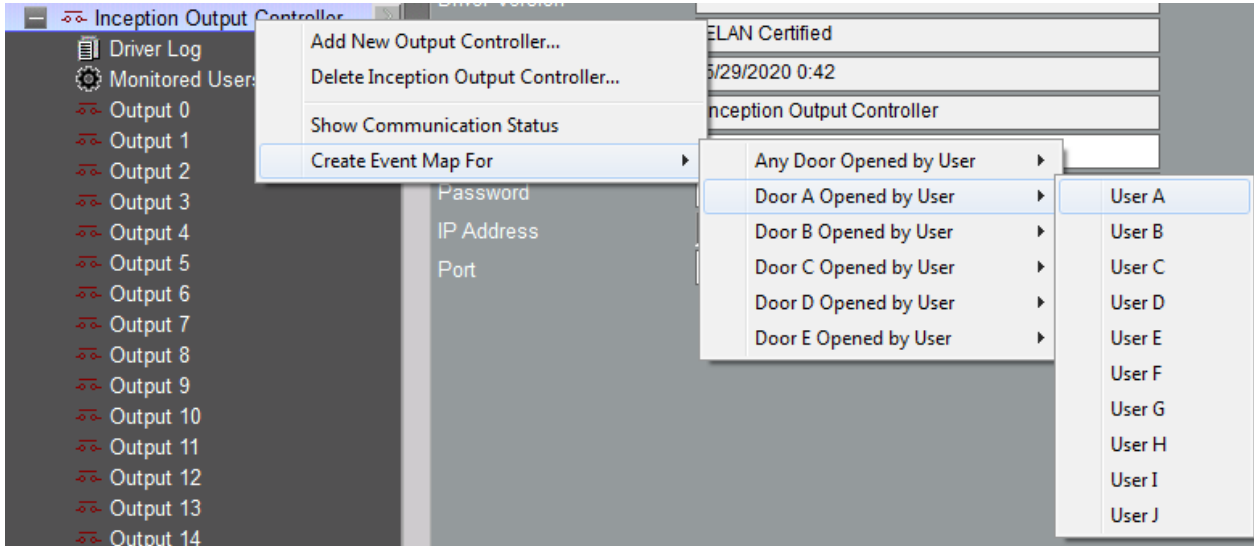 Inception Output Controller
Driver Log
Monitored Users
Output 0
Output 1
Output 2
Output 3
Output 4
Output 5
Output 6
Output 7
Output 8
Output 9
Output 10
Output 11
Output 12
Output 13
Output 14
Add New Output Controller...
Delete Inception Output Controller...
Show Communication Status
Create Event Map For
Driver Version
ELAN Certified
5/29/2020 0:42
Inception Output Controller
Password
IP Address
Port
Any Door Opened by User
Door A Opened by User
Door B Opened by User
Door C Opened by User
Door D Opened by User
Door E Opened by User
User A
User B
User C
User D
User E
User F
User G
User H
User I
User J